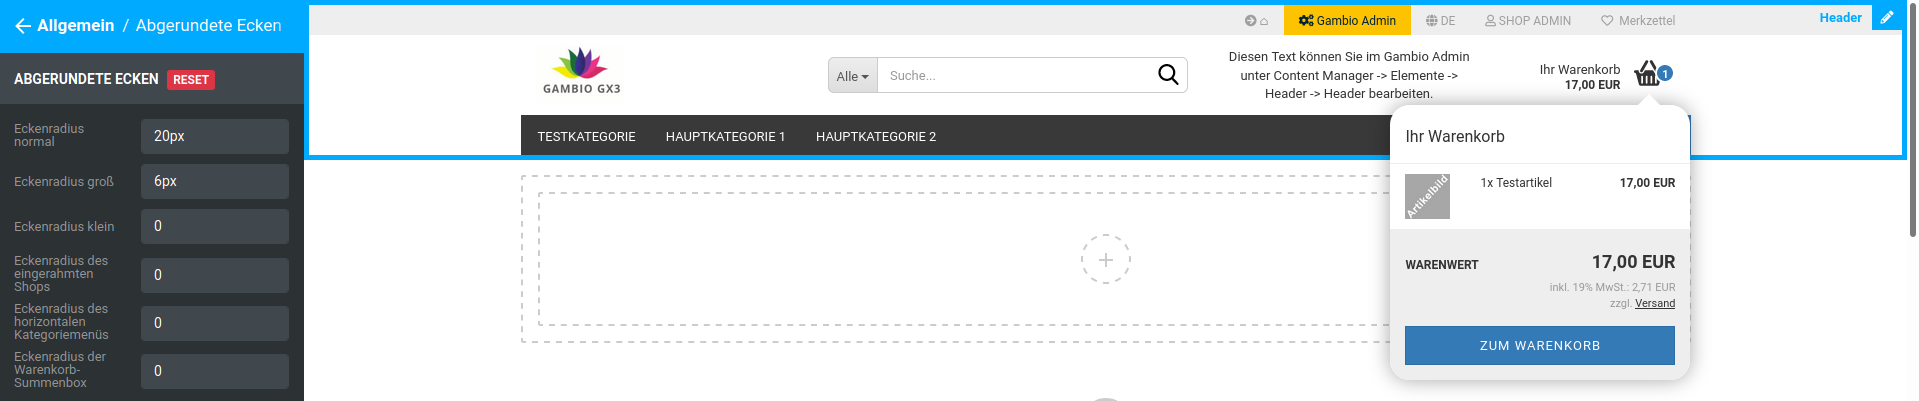 Allgemein / Abgerundete Ecken
ABGERUNDETE ECKEN RESET
Eckenradius
normal
20px
Eckenradius groß
6px
Eckenradius klein
0
Eckenradius des
eingerahmten
Shops
0
Eckenradius des
horizontalen
Kategoriemenüs
0
Eckenradius der
Warenkorb-
Summenbox
0
Gambio Admin DE SHOP ADMIN Merkzettel
Header
GAMBIO GX3
Alle Suche...
Diesen Text können Sie im Gambio Admin
unter Content Manager -> Elemente ->
Header -> Header bearbeiten.
Ihr Warenkorb
17,00 EUR
1
TESTKATEGORIE HAUPTKATEGORIE 1 HAUPTKATEGORIE 2
Ihr Warenkorb
Artikelbild
1x Testartikel 17,00 EUR
WARENWERT 17,00 EUR
inkl. 19% MwSt.: 2,71 EUR
zzgl. Versand
ZUM WARENKORB